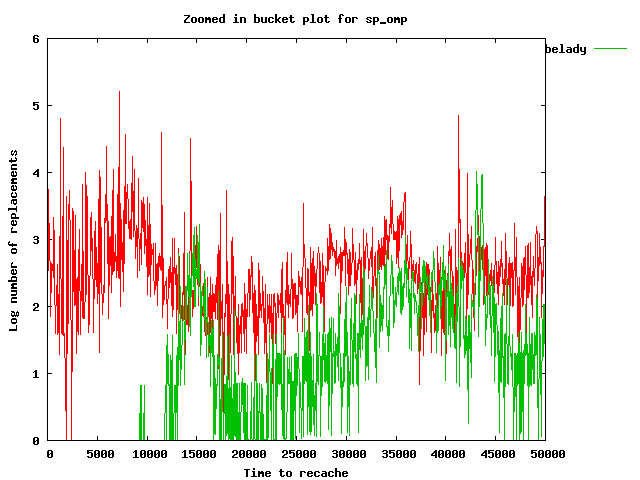 Zoomed in bucket plot for sp_omp
belady
6
5
4
3
2
1
0
Log number of replacements
0 5000 10000 15000 20000 25000 30000 35000 40000 45000 50000
Time to recache